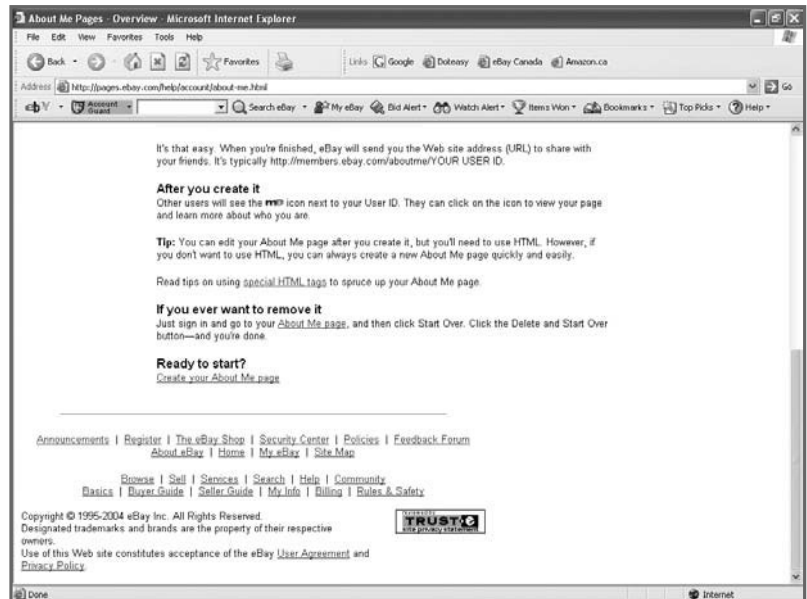 About Me Pages - Overview - Microsoft Internet Explorer
File Edit View Favorites Tools Help
Back Favorites Links Google Doteasy eBay Canada Amazon.ca
Address http://pages.ebay.com/help/account/about-me.html Go
ebY Account Guard Search eBay My eBay Bid Alert Watch Alert Items Won Bookmarks Top Picks Help
It's that easy. When you're finished, eBay will send you the Web site address (URL) to share with
your friends. It's typically http://members.ebay.com/aboutme/YOUR USER ID.
After you create it
Other users will see the me icon next to your User ID. They can click on the icon to view your page
and learn more about who you are.
Tip: You can edit your About Me page after you create it, but you'll need to use HTML. However, if
you don't want to use HTML, you can always create a new About Me page quickly and easily.
Read tips on using special HTML tags to spruce up your About Me page.
If you ever want to remove it
Just sign in and go to your About Me page, and then click Start Over. Click the Delete and Start Over
button—and you're done.
Ready to start?
Create your About Me page
Announcements | Register | The eBay Shop | Security Center | Policies | Feedback Forum
About eBay | Home | My eBay | Site Map
Browse | Sell | Services | Search | Help | Community
Basics | Buyer Guide | Seller Guide | My Info | Billing | Rules & Safety
Copyright © 1995-2004 eBay Inc. All Rights Reserved.
Designated trademarks and brands are the property of their respective
owners.
Use of this Web site constitutes acceptance of the eBay User Agreement and
Privacy Policy.
TRUSTe
site privacy statement
Done Internet